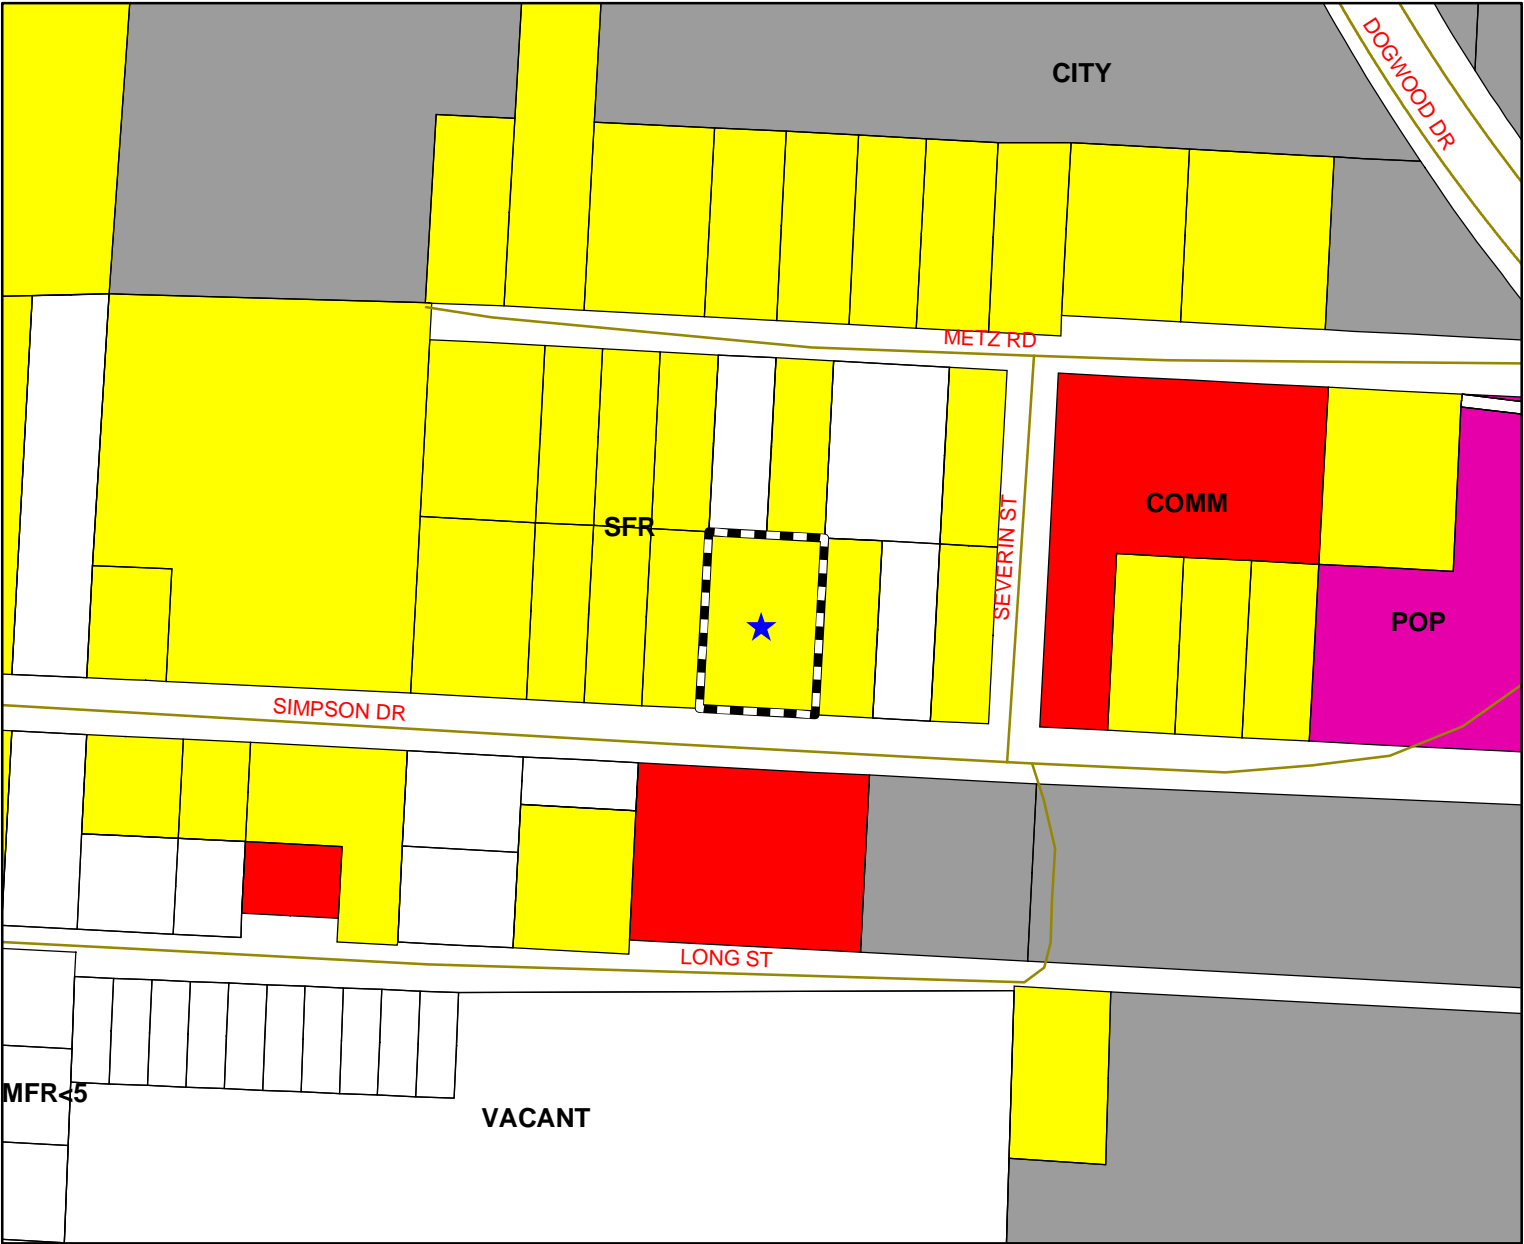 CITY
DOGWOOD DR
METZ RD
COMM
SEVERIN ST
SFR
POP
SIMPSON DR
LONG ST
MFR<5
VACANT